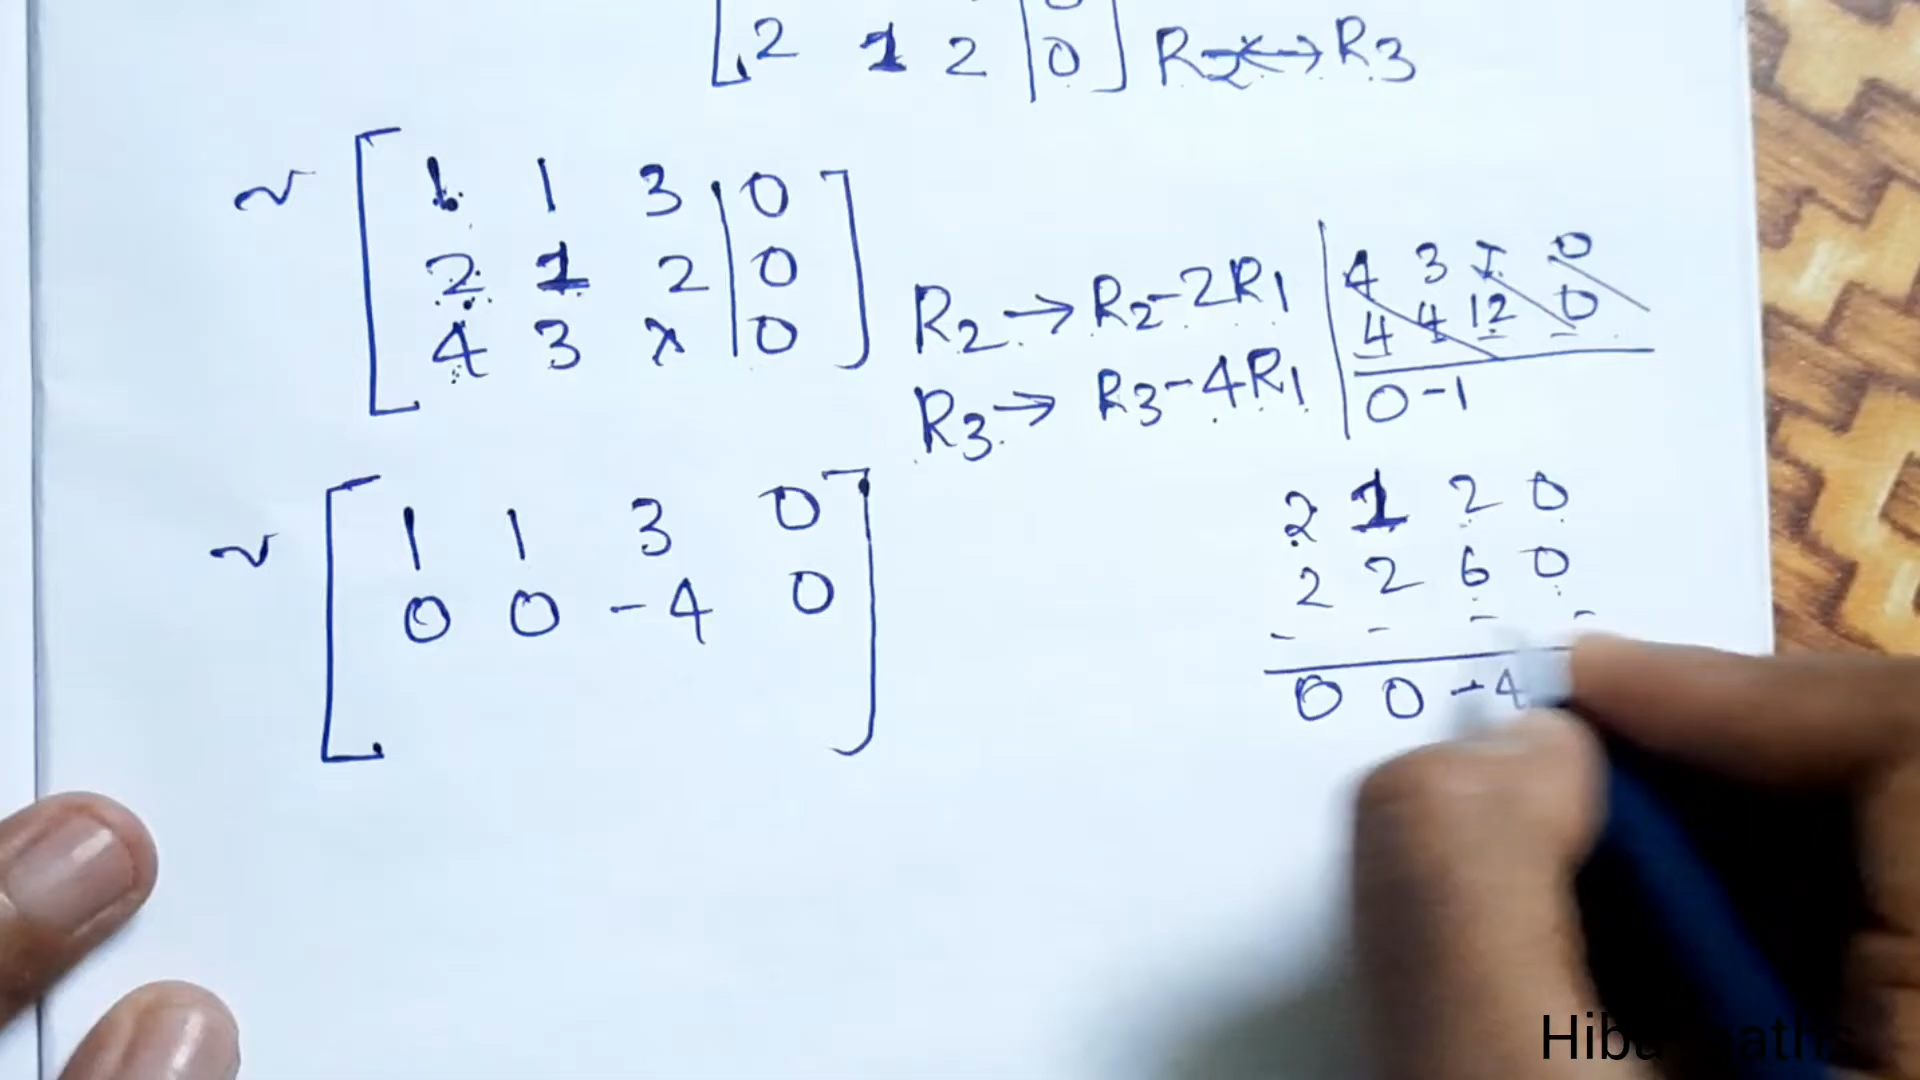 2 1 2 | 0 ] R2 ↔ R3
~ [ 1 1 3 | 0 ]
2 1 2 | 0
4 3 λ | 0
R2 → R2-2R1
R3 → R3-4R1
4 3 λ 0
4 4 12 0
0 -1
~ [ 1 1 3 0 ]
0 0 -4 0
2 1 2 0
2 2 6 0
- - - -
0 0 -4